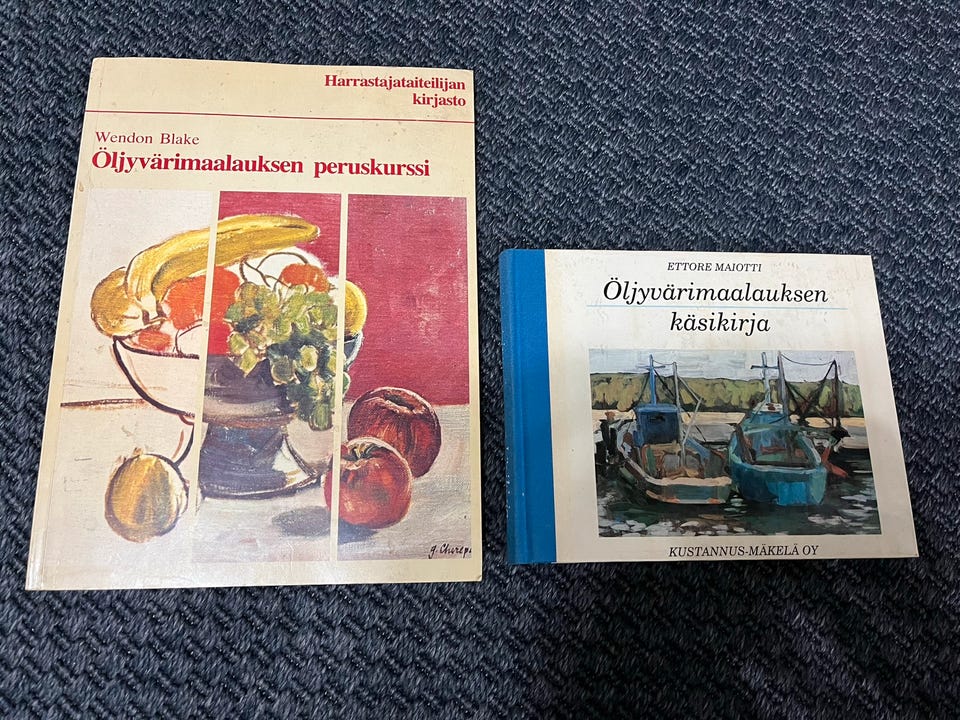 Harrastajataiteilijan
kirjasto
Wendon Blake
Öljyvärimaalauksen peruskurssi
ETTORE MAIOTTI
Öljyvärimaalauksen
käsikirja
KUSTANNUS-MÄKELÄ OY